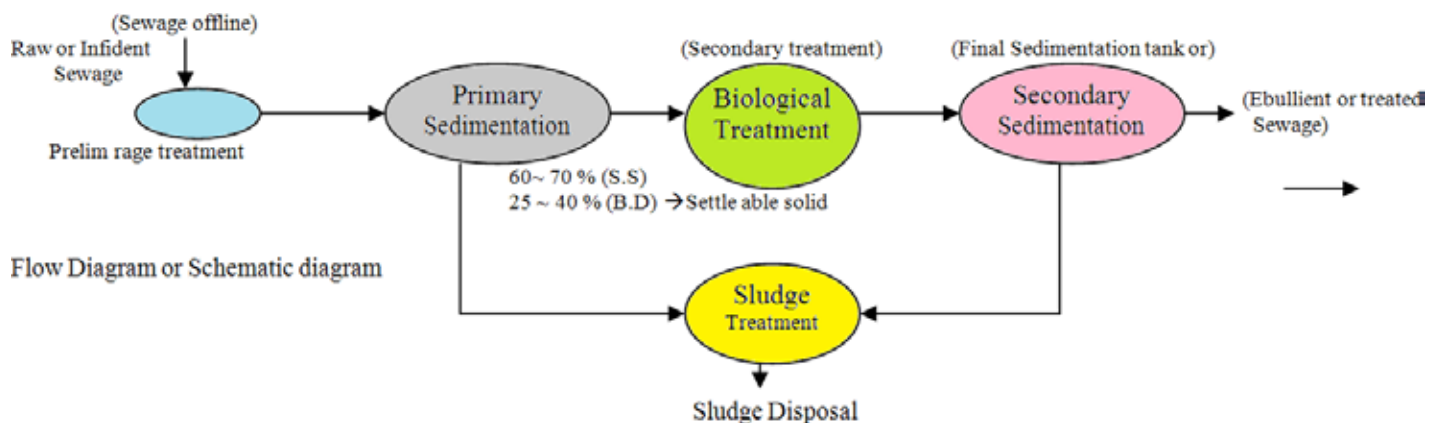 (Sewage offline)
Raw or Infident
Sewage
Prelim rage treatment
Primary
Sedimentation
60~ 70 % (S.S)
25 ~ 40 % (B.D) →Settle able solid
(Secondary treatment)
Biological
Treatment
(Final Sedimentation tank or)
Secondary
Sedimentation
(Ebullient or treated
Sewage)
Flow Diagram or Schematic diagram
Sludge
Treatment
Sludge Disposal